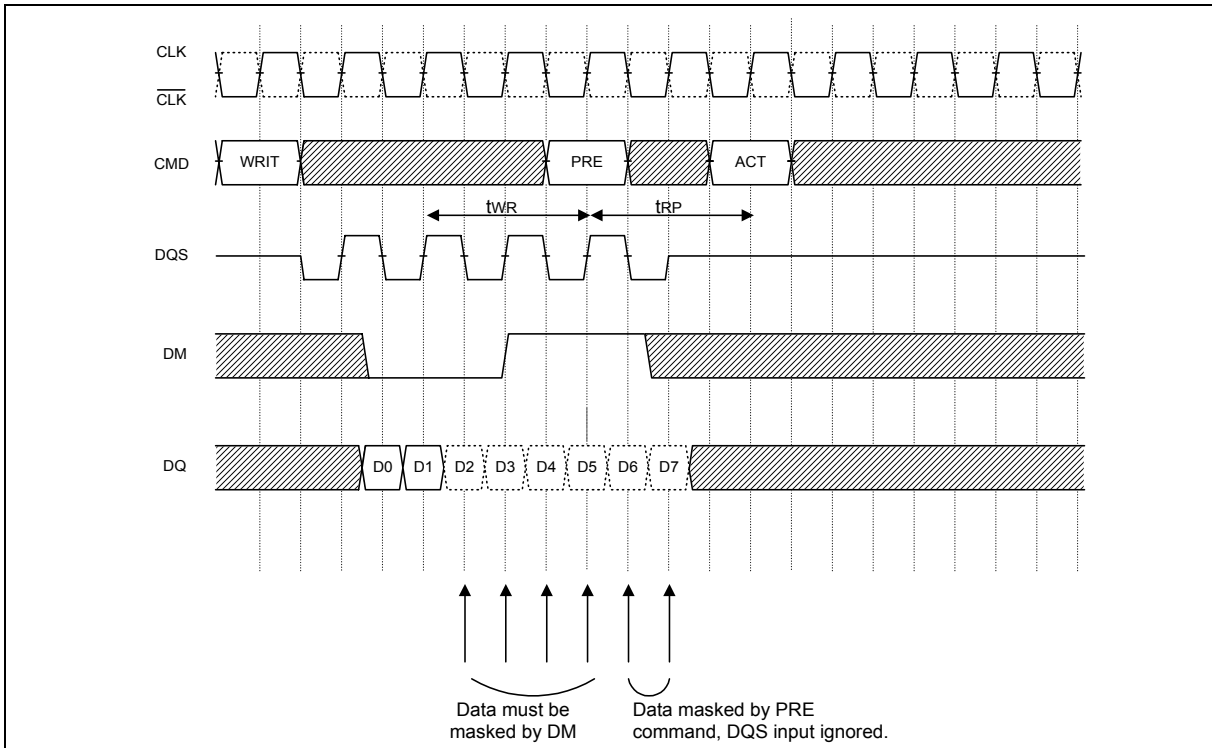 CLK
CLK
CMD
WRIT
PRE
ACT
tWR
tRP
DQS
DM
DQ
D0
D1
D2
D3
D4
D5
D6
D7
Data must be
masked by DM
Data masked by PRE
command, DQS input ignored.